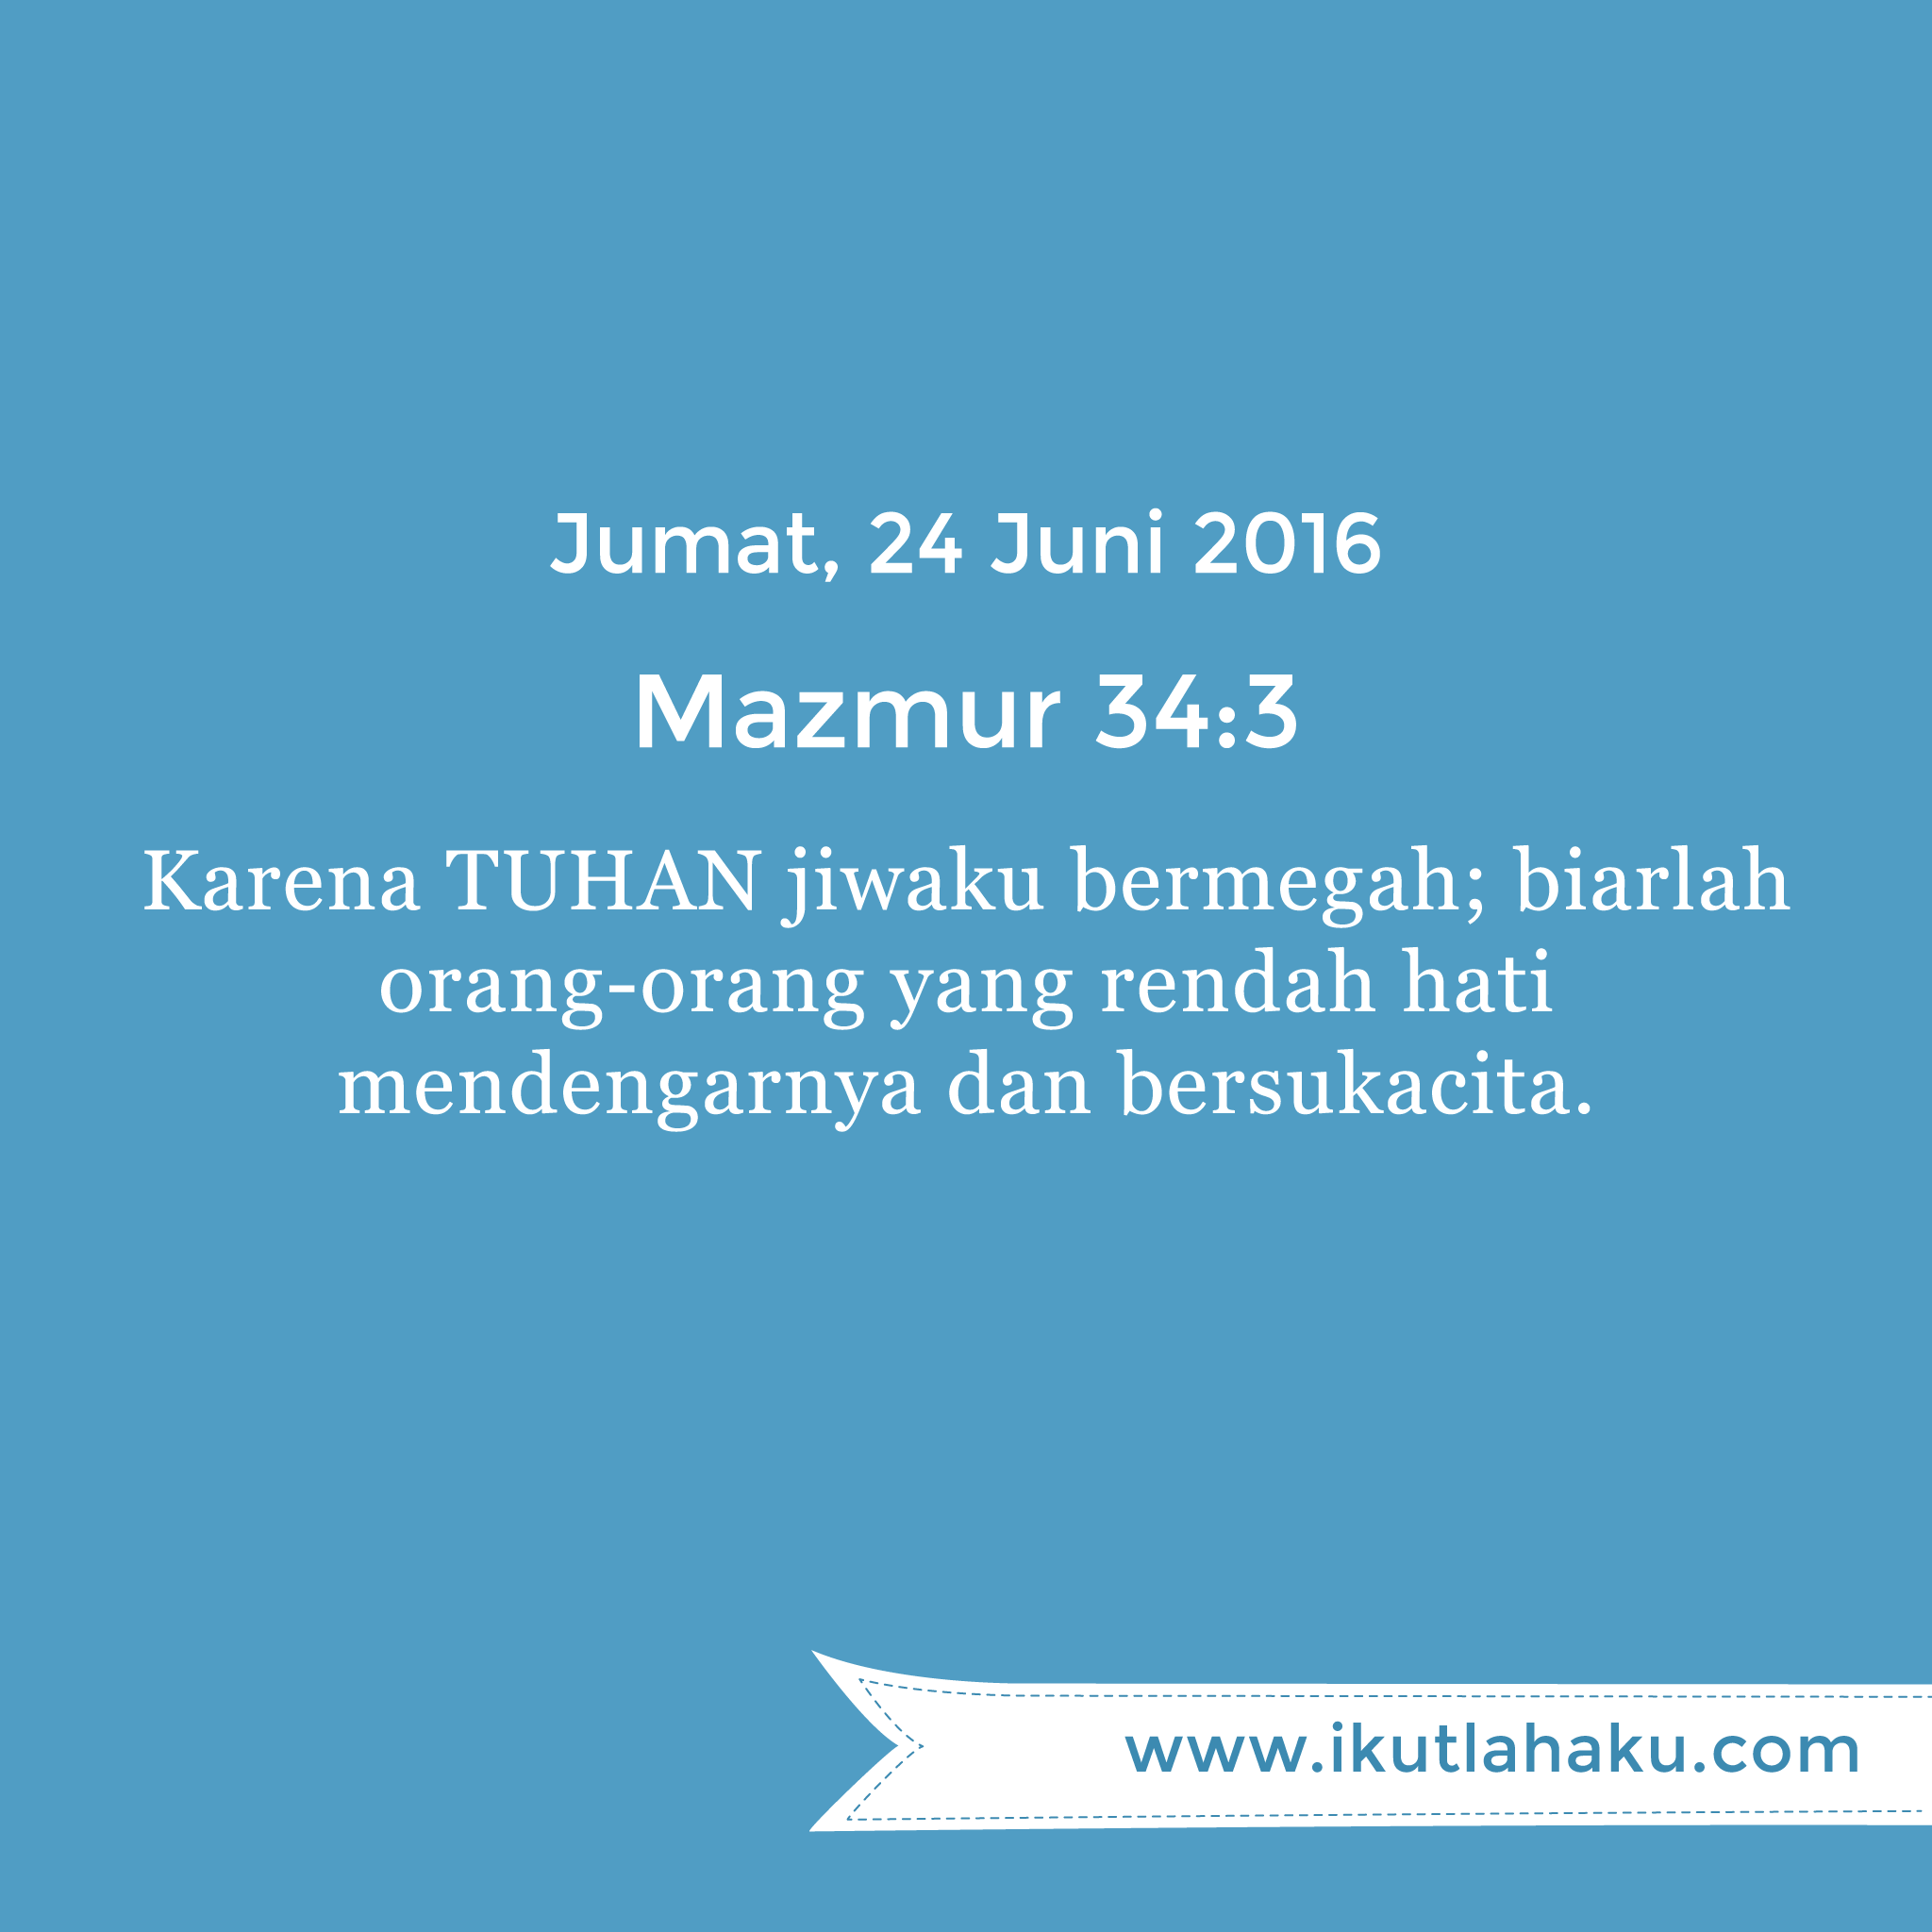 Jumat, 24 Juni 2016
Mazmur 34:3
Karena TUHAN jiwaku bermegah; biarlah
orang-orang yang rendah hati
mendengarnya dan bersukacita.
www.ikutlahaku.com